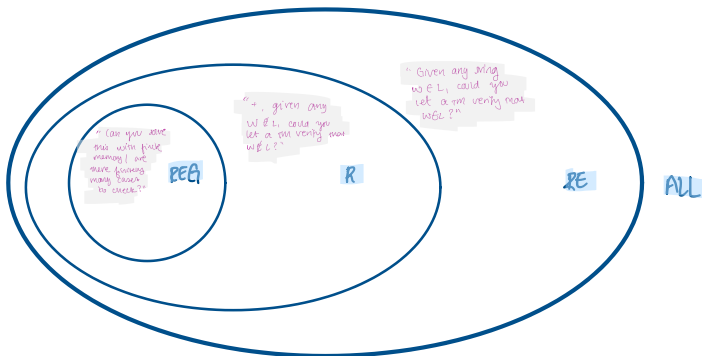 "Can you solve
this with finite
memory / are
there finitely
many cases
to check?"
REG
"+, given any
w ∉ L, could you
let a TM verify that
w ∉ L?"
R
"Given any string
w ∈ L, could you
let a TM verify that
w ∈ L?"
RE
ALL